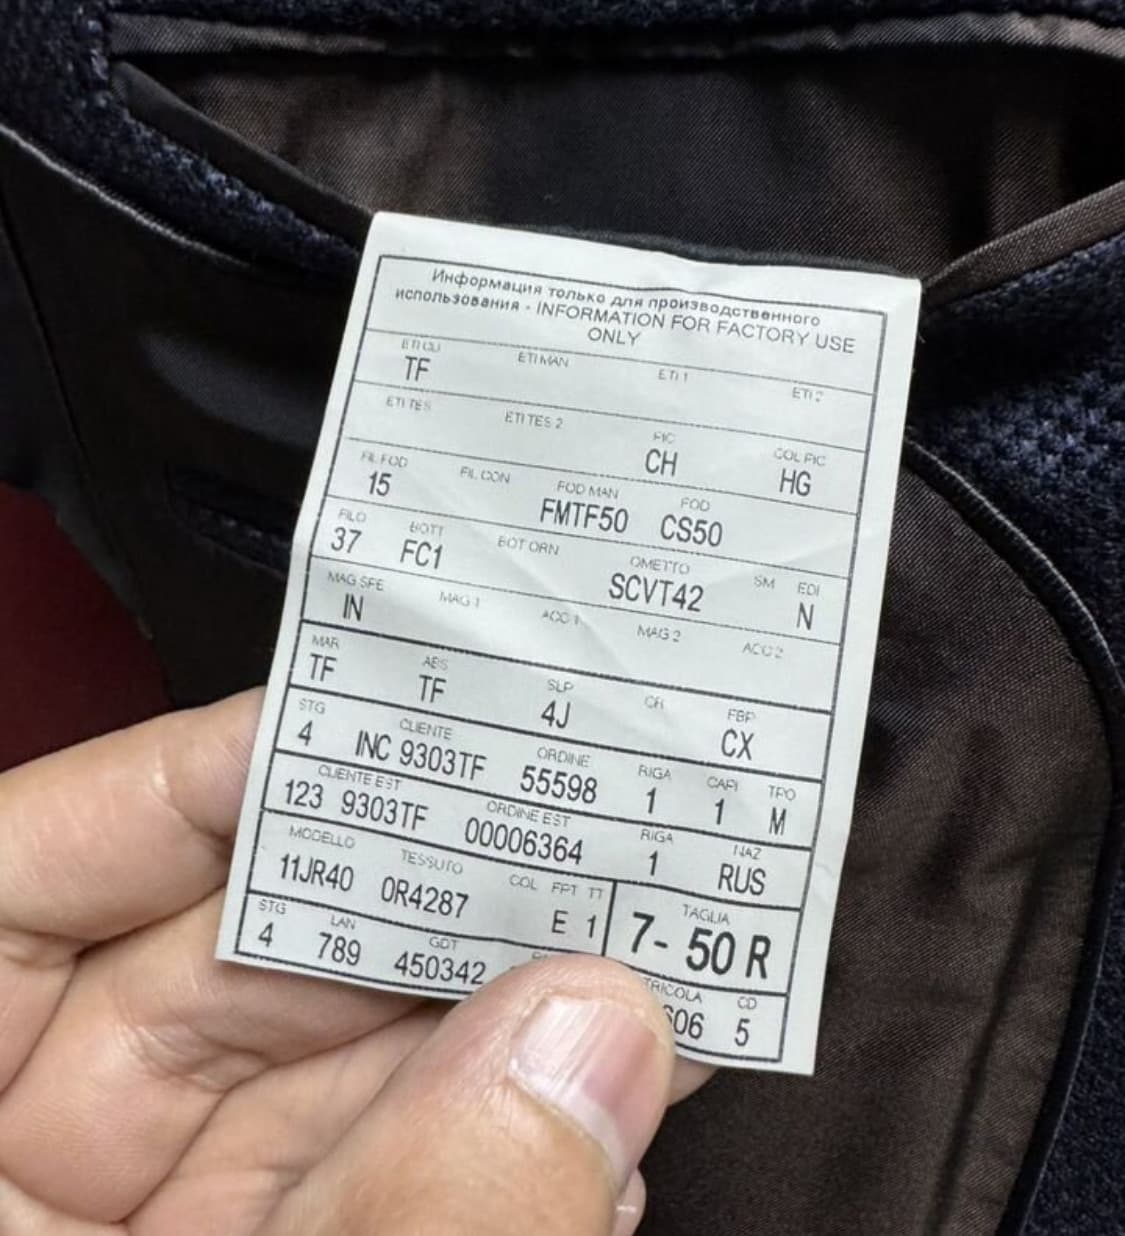 Информация только для производственного
использования - INFORMATION FOR FACTORY USE
ONLY
ETI CU ETI MAN ETI 1 ETI 2
TF
ETI TES ETI TES 2 PIC COL PIC
CH HG
FIL FOD FIL CON FOD MAN FOD
15 FMTF50 CS50
FILO BOTT BOT ORN OMETTO SM EDI
37 FC1 SCVT42 N
MAG SPE MAG 1 ACC 1 MAG 2 ACC 2
IN
MAR ABS SLP CR FBP
TF TF 4J CX
STG CLIENTE ORDINE RIGA CAPI TPO
4 INC 9303TF 55598 1 1 M
CLIENTE EST ORDINE EST RIGA NAZ
123 9303TF 00006364 1 RUS
MODELLO TESSUTO COL FPT TT TAGLIA
11JR40 0R4287 E 1 7- 50 R
STG LAN GDT CD
4 789 450342 606 5